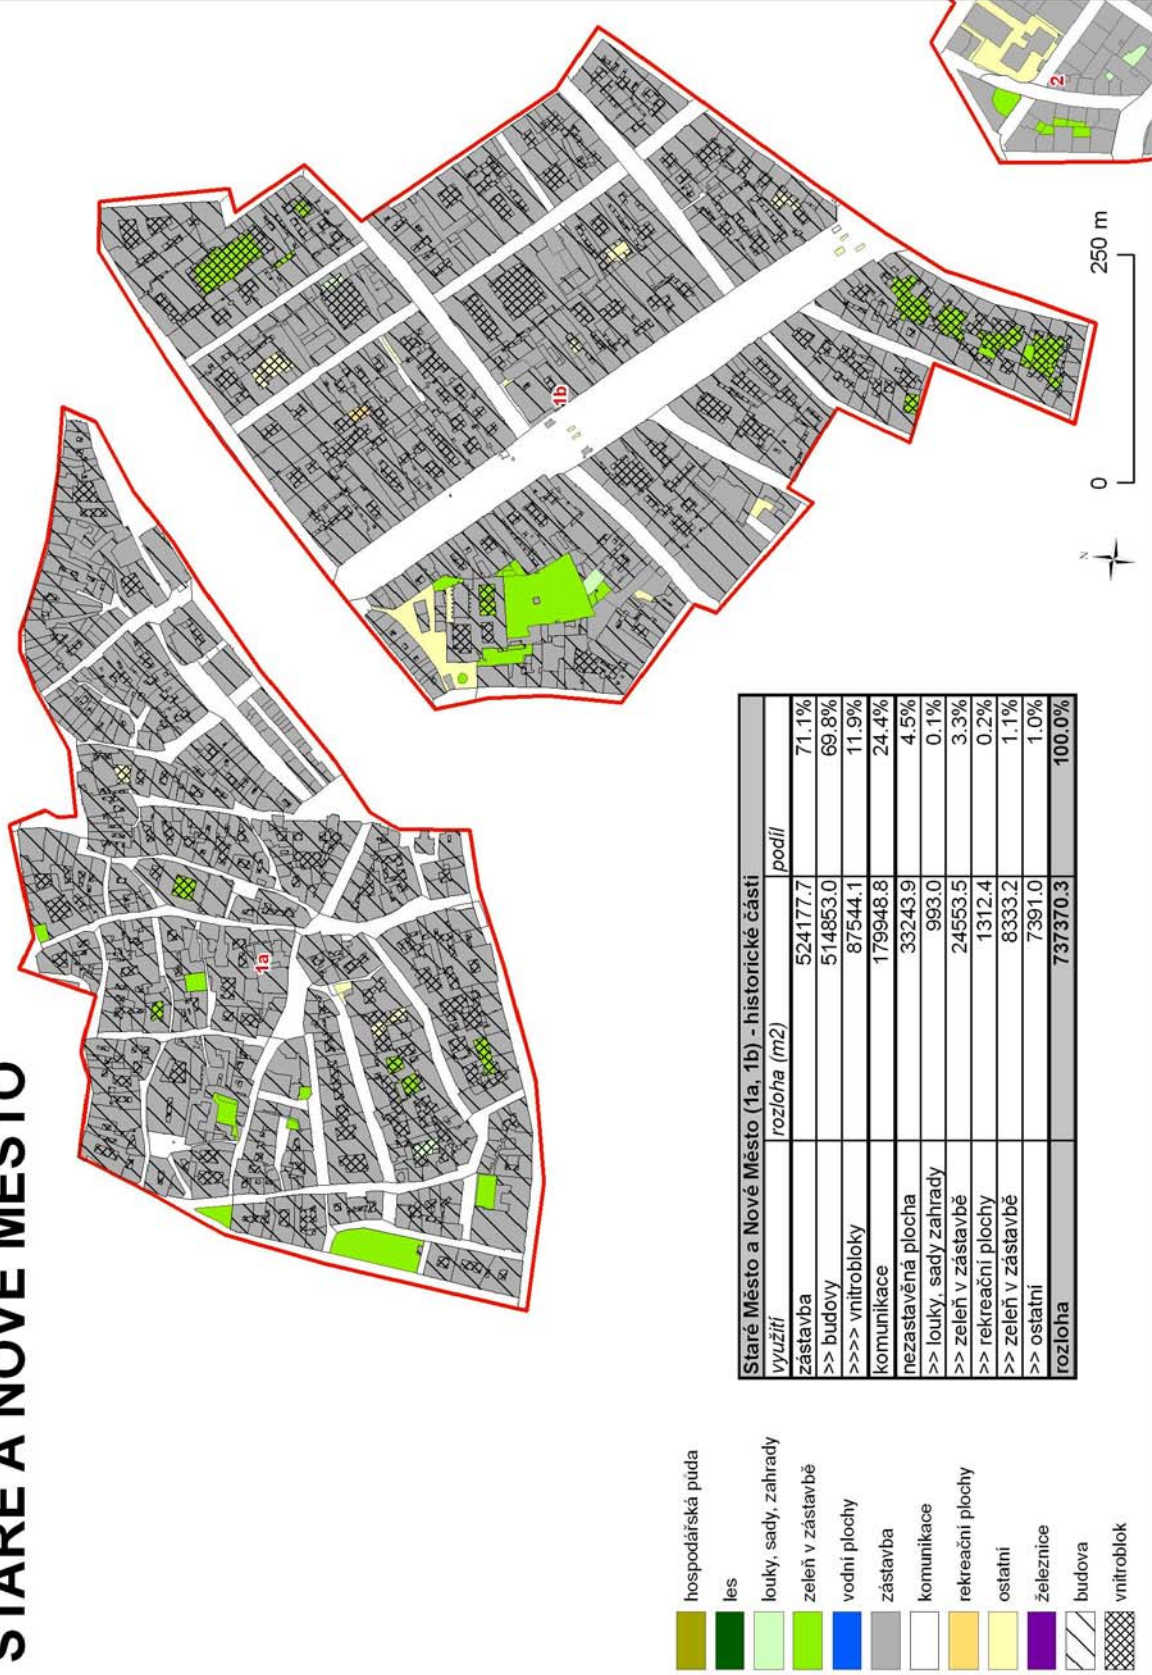 STARÉ A NOVÉ MĚSTO
1a
1b
2
N
0 250 m
Staré Město a Nové Město (1a, 1b) - historické části
využití rozloha (m2) podíl
zástavba 524177.7 71.1%
>> budovy 514853.0 69.8%
>>>> vnitrobloky 87544.1 11.9%
komunikace 179948.8 24.4%
nezastavěná plocha 33243.9 4.5%
>> louky, sady zahrady 993.0 0.1%
>> zeleň v zástavbě 24553.5 3.3%
>> rekreační plochy 1312.4 0.2%
>> zeleň v zástavbě 8333.2 1.1%
>> ostatní 7391.0 1.0%
rozloha 737370.3 100.0%
hospodářská půda
les
louky, sady, zahrady
zeleň v zástavbě
vodní plochy
zástavba
komunikace
rekreační plochy
ostatní
železnice
budova
vnitroblok